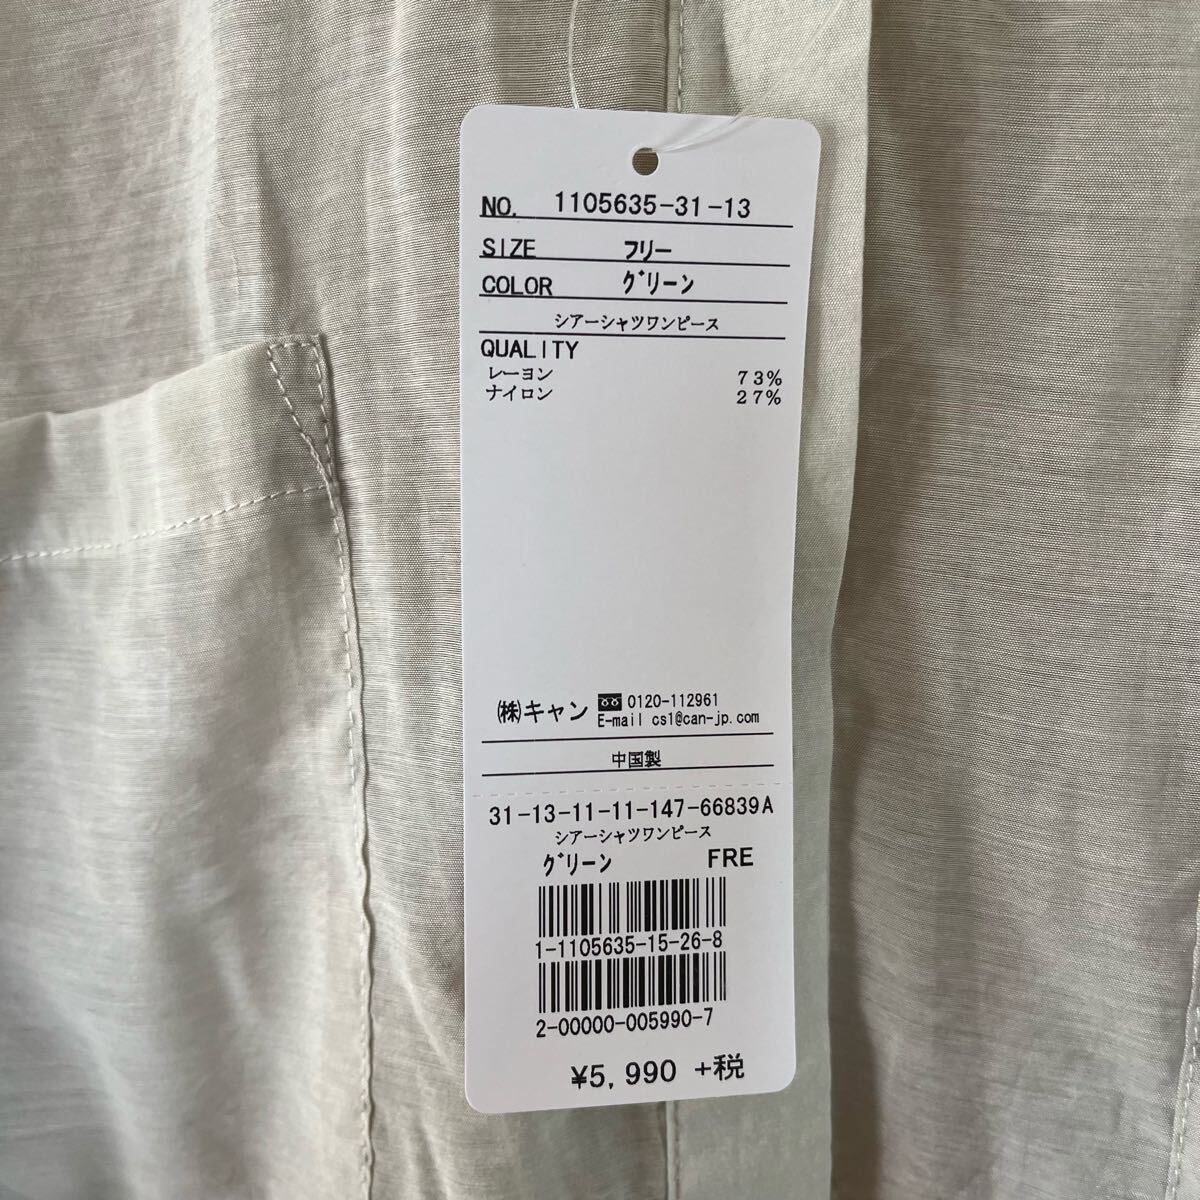 NO. 1105635-31-13
SIZE フリー
COLOR グリーン
シアーシャツワンピース
QUALITY
レーヨン 73%
ナイロン 27%
㈱キャン 0120-112961
E-mail cs1@can-jp.com
中国製
31-13-11-11-147-66839A
シアーシャツワンピース
グリーン FRE
1-1105635-15-26-8
2-00000-005990-7
¥5,990 +税